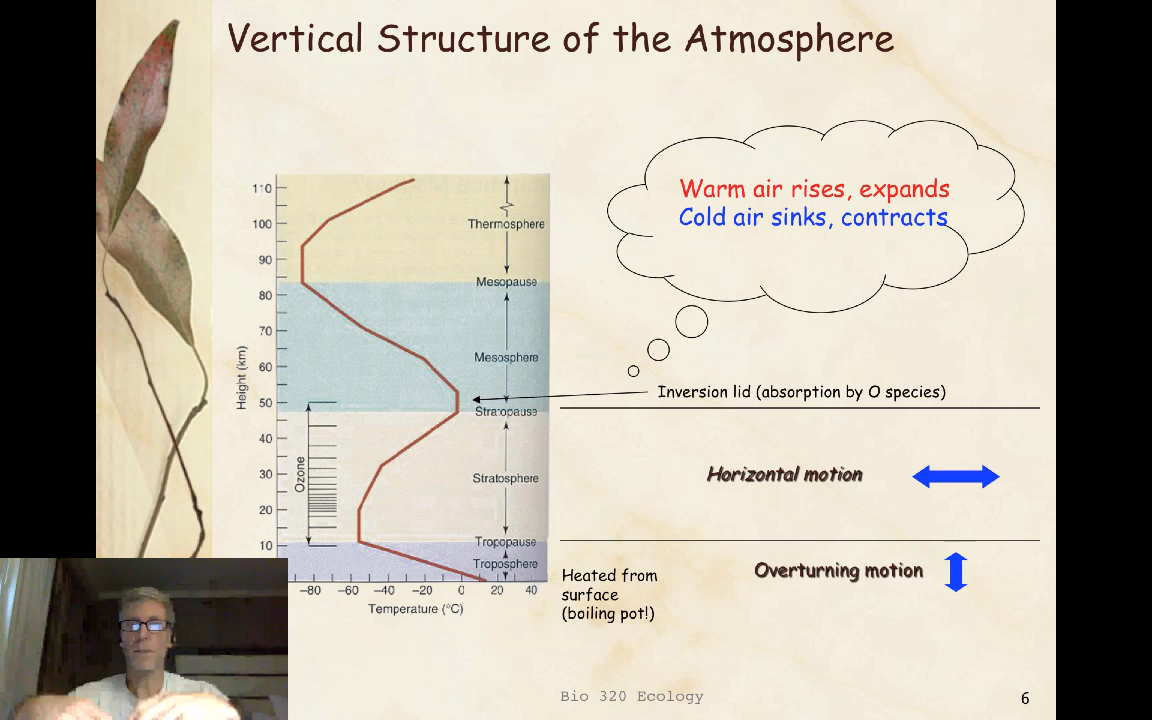 Vertical Structure of the Atmosphere
Warm air rises, expands
Cold air sinks, contracts
110
100
90
80
70
60
50
40
30
20
10
Height (km)
Ozone
Thermosphere
Mesopause
Mesosphere
Stratopause
Stratosphere
Tropopause
Troposphere
−80 −60 −40 −20 0 20 40
Temperature (°C)
Inversion lid (absorption by O species)
Horizontal motion
Overturning motion
Heated from
surface
(boiling pot!)
Bio 320 Ecology
6